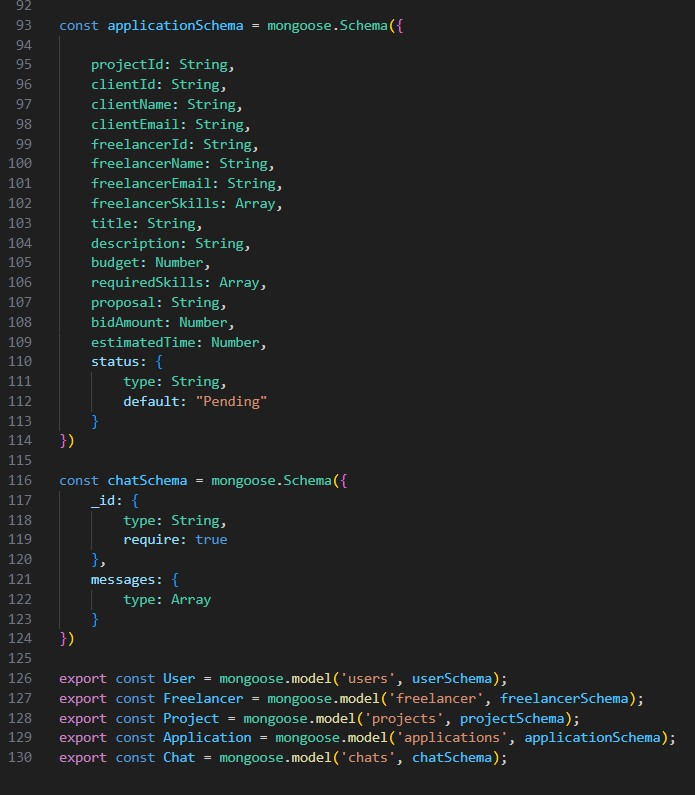 92
93 const applicationSchema = mongoose.Schema({
94
95     projectId: String,
96     clientId: String,
97     clientName: String,
98     clientEmail: String,
99     freelancerId: String,
100     freelancerName: String,
101     freelancerEmail: String,
102     freelancerSkills: Array,
103     title: String,
104     description: String,
105     budget: Number,
106     requiredSkills: Array,
107     proposal: String,
108     bidAmount: Number,
109     estimatedTime: Number,
110     status: {
111         type: String,
112         default: "Pending"
113     }
114 })
115
116 const chatSchema = mongoose.Schema({
117     _id: {
118         type: String,
119         require: true
120     },
121     messages: {
122         type: Array
123     }
124 })
125
126 export const User = mongoose.model('users', userSchema);
127 export const Freelancer = mongoose.model('freelancer', freelancerSchema);
128 export const Project = mongoose.model('projects', projectSchema);
129 export const Application = mongoose.model('applications', applicationSchema);
130 export const Chat = mongoose.model('chats', chatSchema);